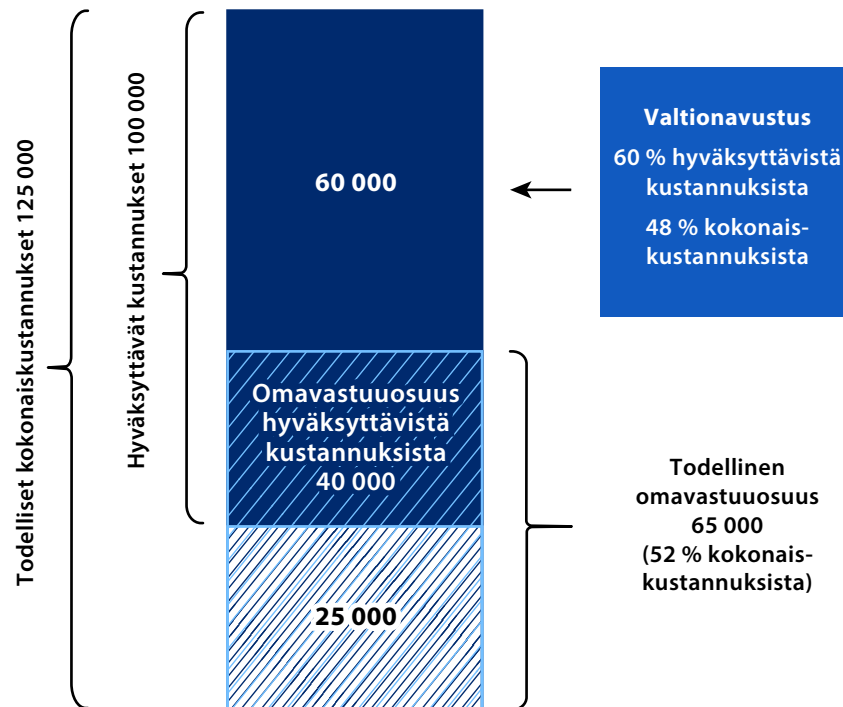 Todelliset kokonaiskustannukset 125 000
Hyväksyttävät kustannukset 100 000
60 000
Valtionavustus
60 % hyväksyttävistä
kustannuksista
48 % kokonais-
kustannuksista
Omavastuuosuus
hyväksyttävistä
kustannuksista
40 000
25 000
Todellinen
omavastuuosuus
65 000
(52 % kokonais-
kustannuksista)